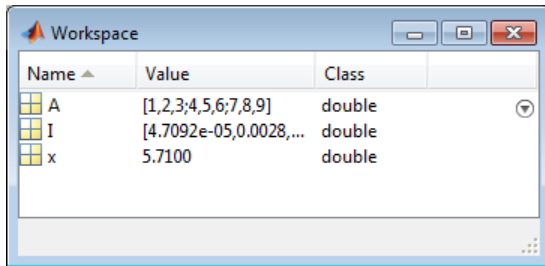 Workspace
Name Value Class
A [1,2,3;4,5,6;7,8,9] double
I [4.7092e-05,0.0028,... double
x 5.7100 double